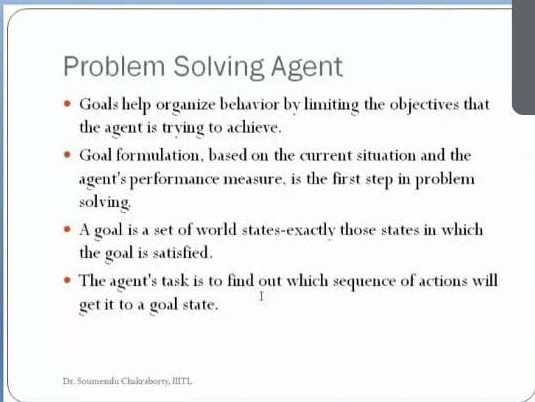 Problem Solving Agent
• Goals help organize behavior by limiting the objectives that
the agent is trying to achieve.
• Goal formulation, based on the current situation and the
agent's performance measure, is the first step in problem
solving.
• A goal is a set of world states-exactly those states in which
the goal is satisfied.
• The agent's task is to find out which sequence of actions will
get it to a goal state.
Dr. Soumendu Chakraborty, IIITL